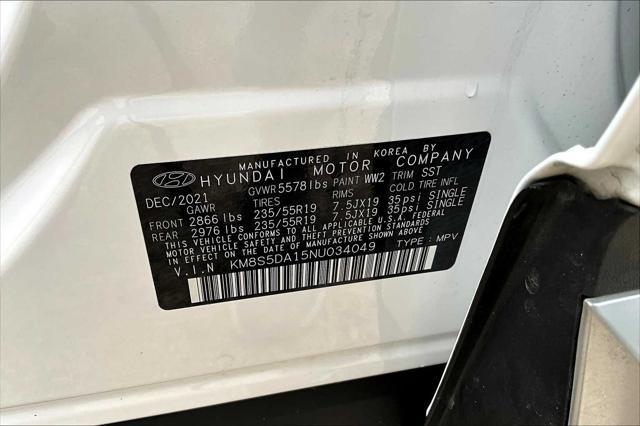 MANUFACTURED IN KOREA BY
HYUNDAI MOTOR COMPANY
DEC/2021 GVWR 5578 lbs PAINT WW2 TRIM SST
GAWR TIRES RIMS COLD TIRE INFL
FRONT 2866 lbs 235/55R19 7.5JX19 35psi SINGLE
REAR 2976 lbs 235/55R19 7.5JX19 35psi SINGLE
THIS VEHICLE CONFORMS TO ALL APPLICABLE U.S.A. FEDERAL
MOTOR VEHICLE SAFETY STANDARDS IN EFFECT ON THE
DATE OF MANUFACTURE SHOWN ABOVE.
V.I.N KM8S5DA15NU034049 TYPE : MPV